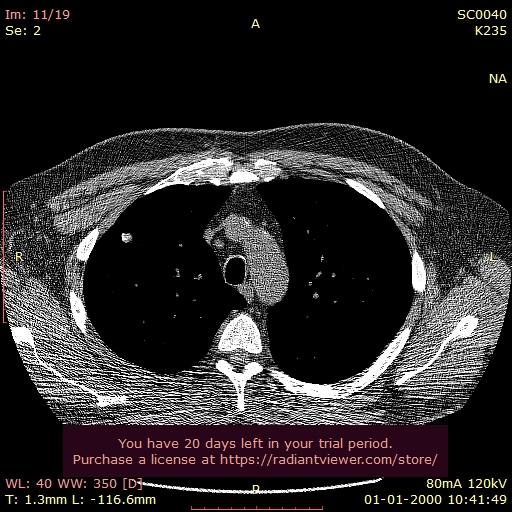 Im: 11/19
Se: 2
A
SC0040
K235
NA
R
L
You have 20 days left in your trial period.
Purchase a license at https://radiantviewer.com/store/
WL: 40 WW: 350 [D]
T: 1.3mm L: -116.6mm
P
80mA 120kV
01-01-2000 10:41:49